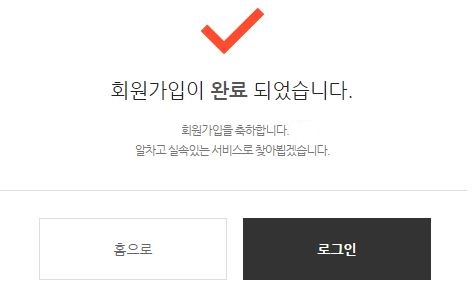 회원가입이 완료 되었습니다.
회원가입을 축하합니다.
알차고 실속있는 서비스로 찾아뵙겠습니다.
홈으로
로그인